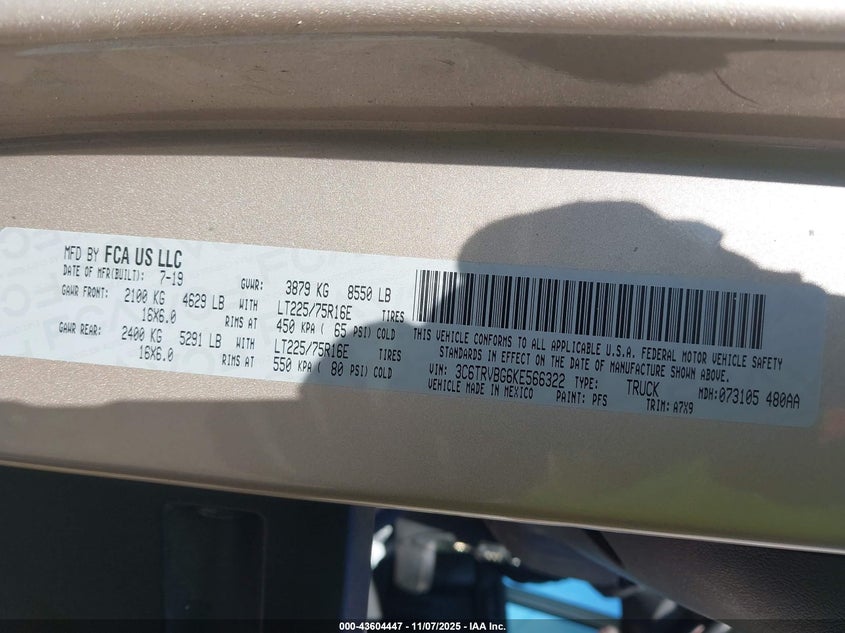 MFD BY FCA US LLC
DATE OF MFR(BUILT): 7-19 GVWR: 3879 KG 8550 LB
GAWR FRONT: 2100 KG 4629 LB WITH LT225/75R16E TIRES
16X6.0 RIMS AT 450 KPA ( 65 PSI) COLD
GAWR REAR: 2400 KG 5291 LB WITH LT225/75R16E TIRES
16X6.0 RIMS AT 550 KPA ( 80 PSI) COLD
THIS VEHICLE CONFORMS TO ALL APPLICABLE U.S.A. FEDERAL MOTOR VEHICLE SAFETY
STANDARDS IN EFFECT ON THE DATE OF MANUFACTURE SHOWN ABOVE.
VIN: 3C6TRVBG6KE566322 TYPE: TRUCK MDH:073105 480AA
VEHICLE MADE IN MEXICO PAINT: PFS TRIM: A7X9
000-43604447 - 11/07/2025 - IAA Inc.